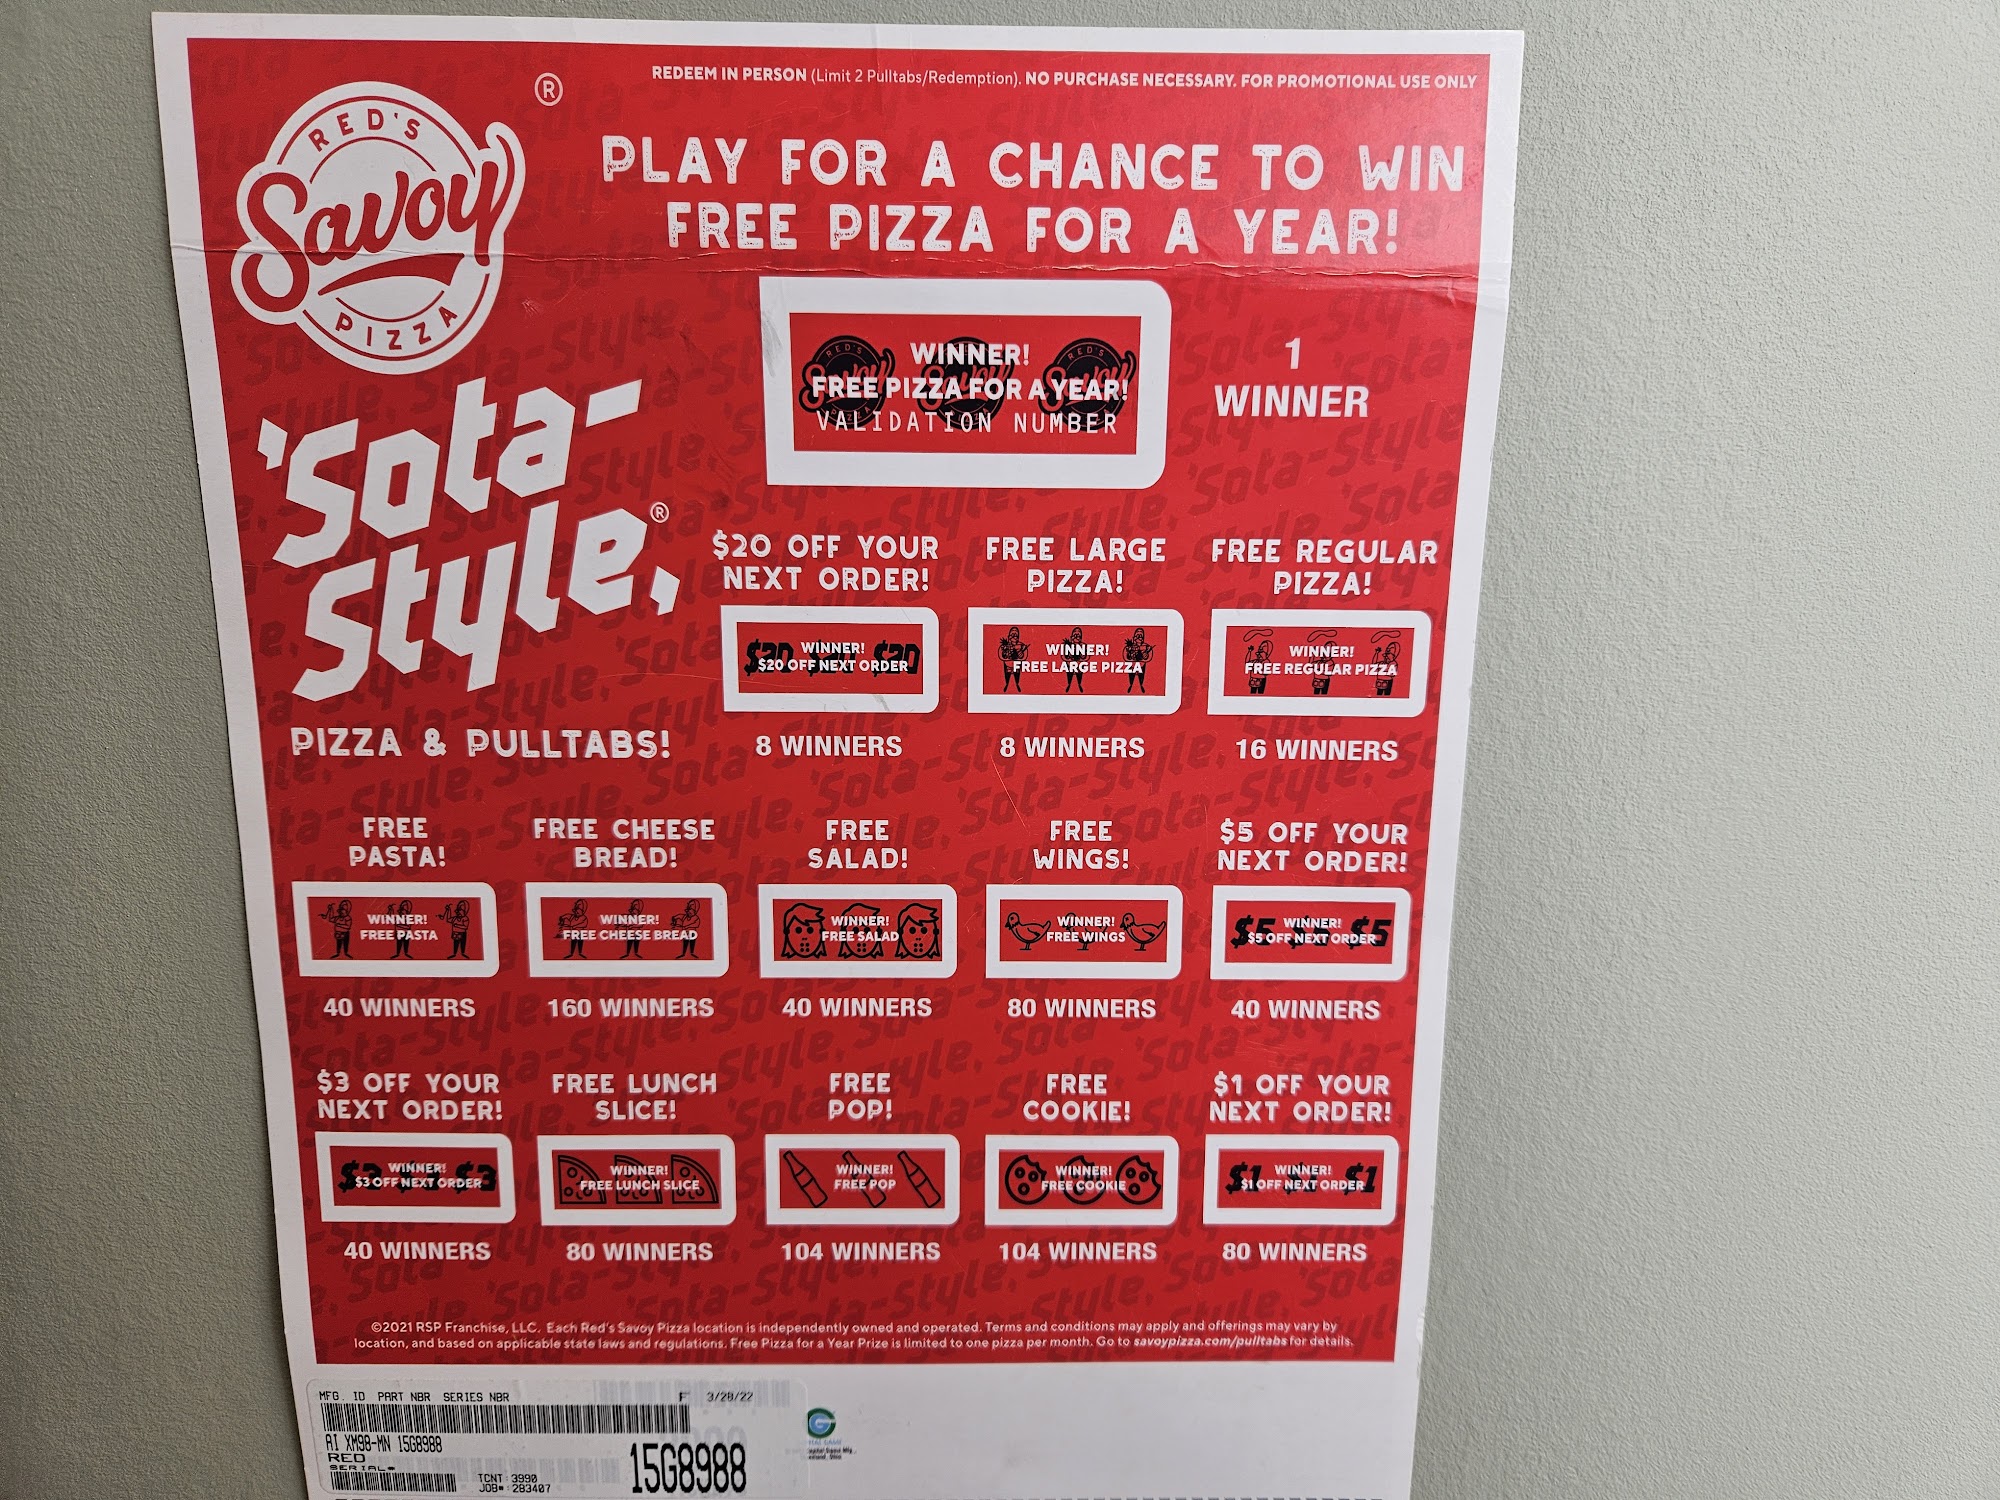 REDEEM IN PERSON (Limit 2 Pulltabs/Redemption). NO PURCHASE NECESSARY. FOR PROMOTIONAL USE ONLY
RED'S
Savoy
PIZZA
®
PLAY FOR A CHANCE TO WIN
FREE PIZZA FOR A YEAR!
WINNER!
FREE PIZZA FOR A YEAR!
VALIDATION NUMBER
1
WINNER
'Sota-
Style.®
PIZZA & PULLTABS!
$20 OFF YOUR
NEXT ORDER!
$20 $20 $20
WINNER!
$20 OFF NEXT ORDER
8 WINNERS
FREE LARGE
PIZZA!
WINNER!
FREE LARGE PIZZA
8 WINNERS
FREE REGULAR
PIZZA!
WINNER!
FREE REGULAR PIZZA
16 WINNERS
FREE
PASTA!
WINNER!
FREE PASTA
40 WINNERS
FREE CHEESE
BREAD!
WINNER!
FREE CHEESE BREAD
160 WINNERS
FREE
SALAD!
WINNER!
FREE SALAD
40 WINNERS
FREE
WINGS!
WINNER!
FREE WINGS
80 WINNERS
$5 OFF YOUR
NEXT ORDER!
$5 $5
WINNER!
$5 OFF NEXT ORDER
40 WINNERS
$3 OFF YOUR
NEXT ORDER!
$3 $3
WINNER!
$3 OFF NEXT ORDER
40 WINNERS
FREE LUNCH
SLICE!
WINNER!
FREE LUNCH SLICE
80 WINNERS
FREE
POP!
WINNER!
FREE POP
104 WINNERS
FREE
COOKIE!
WINNER!
FREE COOKIE
104 WINNERS
$1 OFF YOUR
NEXT ORDER!
$1 $1
WINNER!
$1 OFF NEXT ORDER
80 WINNERS
©2021 RSP Franchise, LLC. Each Red's Savoy Pizza location is independently owned and operated. Terms and conditions may apply and offerings may vary by
location, and based on applicable state laws and regulations. Free Pizza for a Year Prize is limited to one pizza per month. Go to savoypizza.com/pulltabs for details.
MFG. ID PART NBR SERIES NBR F 3/28/22
AI XM98-MN 15G8988
RED
SERIAL#
TCNT: 3990
JOB#: 283407
15G8988